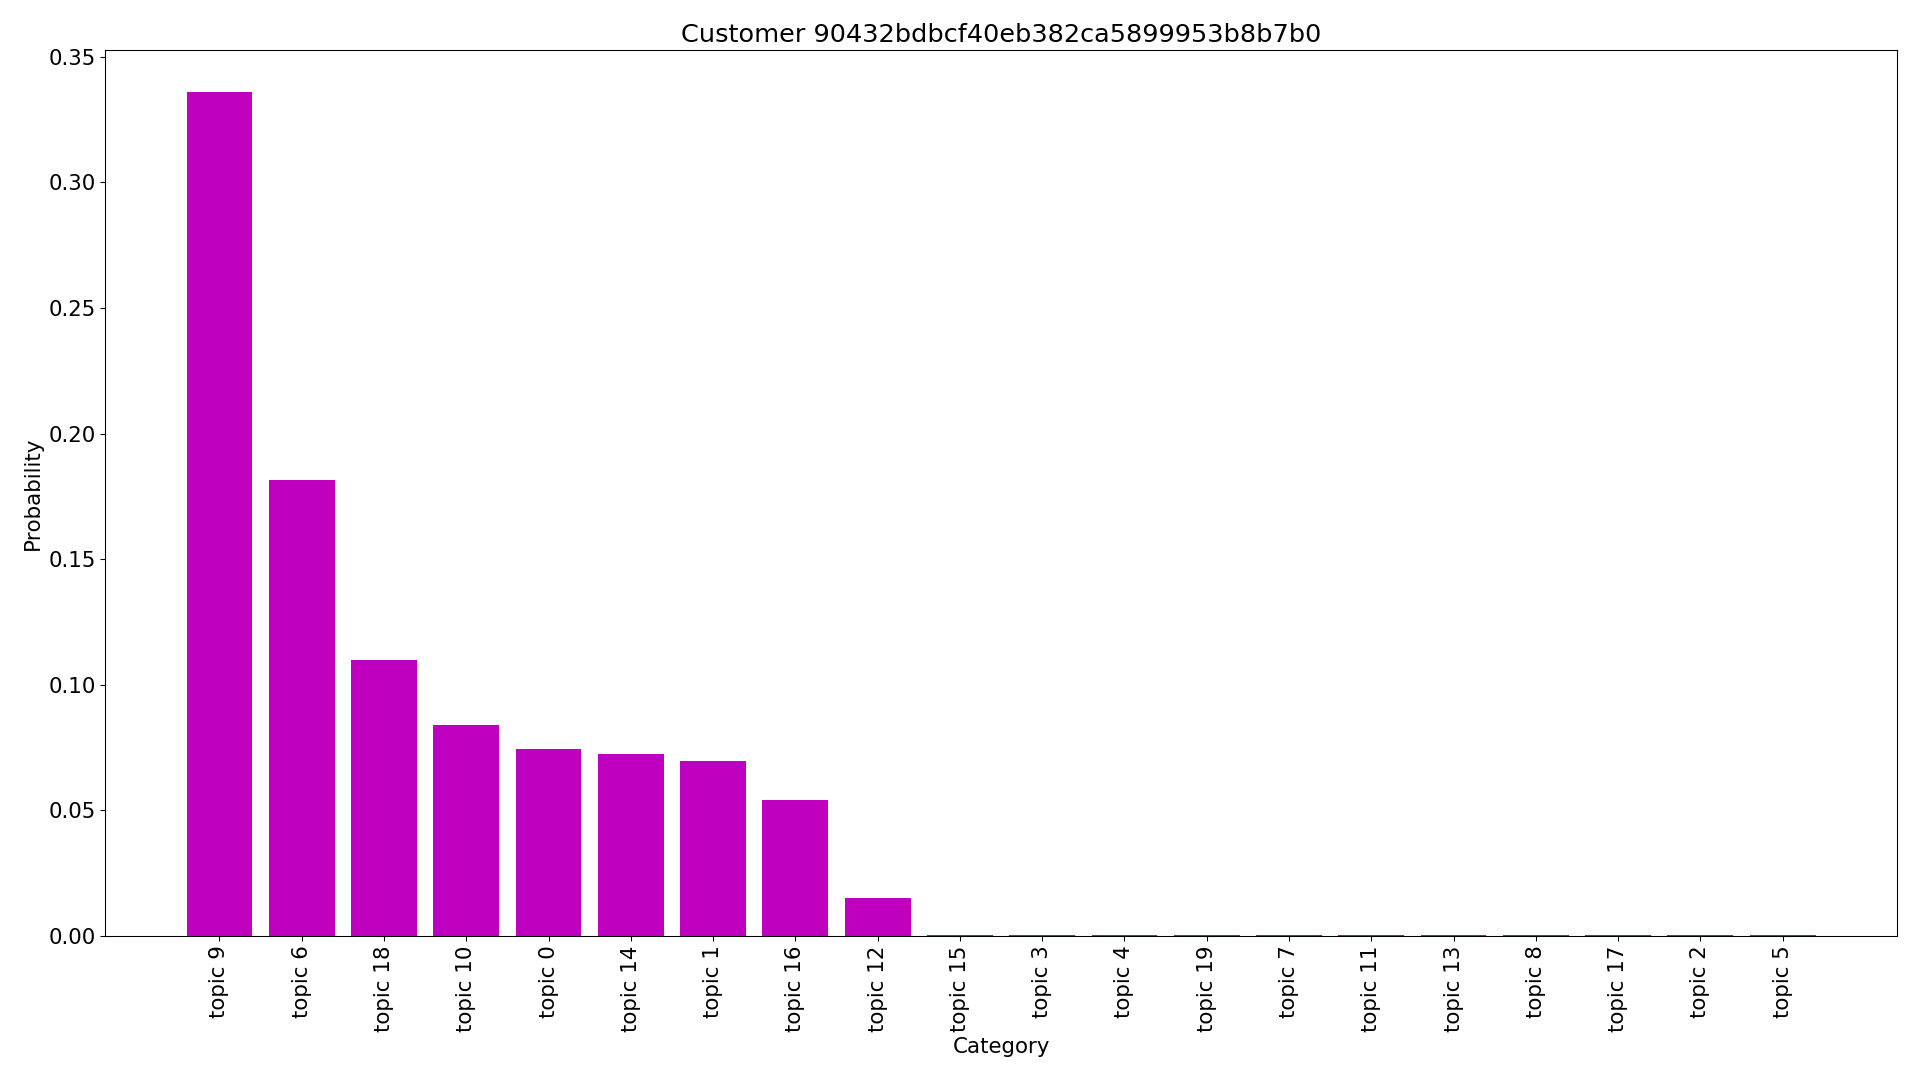 Customer 90432bdbcf40eb382ca5899953b8b7b0
Probability
0.35
0.30
0.25
0.20
0.15
0.10
0.05
0.00
topic 9
topic 6
topic 18
topic 10
topic 0
topic 14
topic 1
topic 16
topic 12
topic 15
topic 3
topic 4
topic 19
topic 7
topic 11
topic 13
topic 8
topic 17
topic 2
topic 5
Category